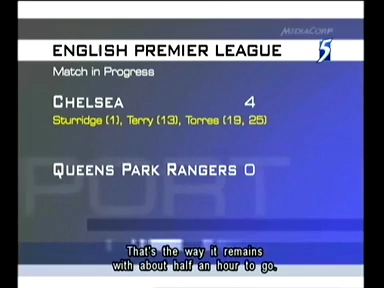 MEDIACORP
5
ENGLISH PREMIER LEAGUE
Match in Progress
CHELSEA 4
Sturridge (1), Terry (13), Torres (19, 25)
QUEENS PARK RANGERS 0
PORT
That's the way it remains
with about half an hour to go.